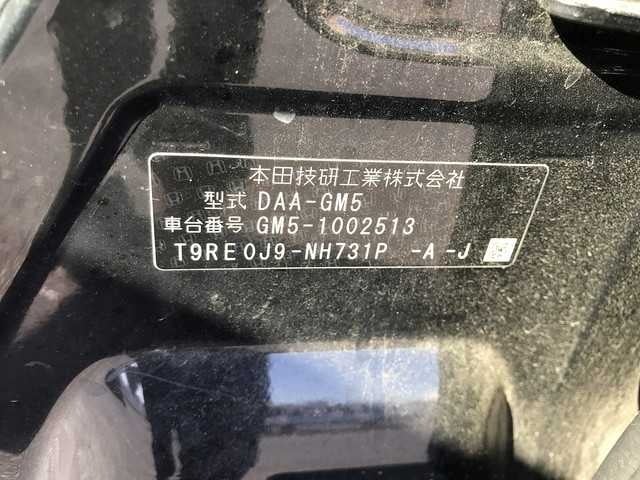 本田技研工業株式会社
型式 DAA-GM5
車台番号 GM5-1002513
T9RE0J9-NH731P -A-J